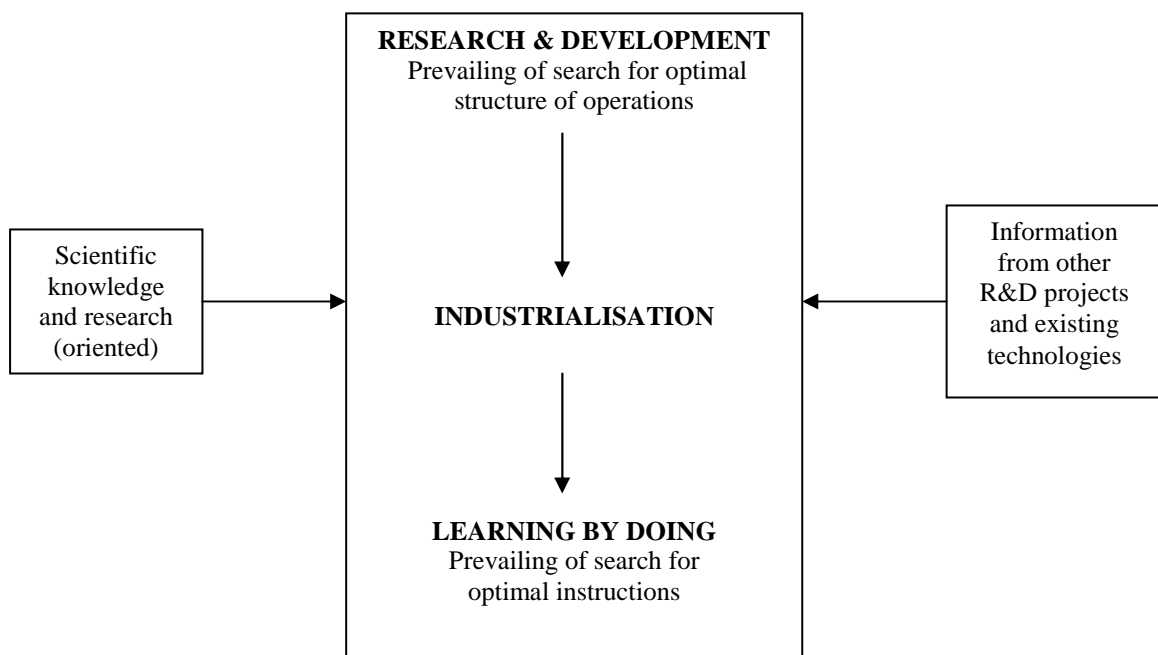 RESEARCH & DEVELOPMENT
Prevailing of search for optimal
structure of operations
Scientific
knowledge
and research
(oriented)
INDUSTRIALISATION
Information
from other
R&D projects
and existing
technologies
LEARNING BY DOING
Prevailing of search for
optimal instructions